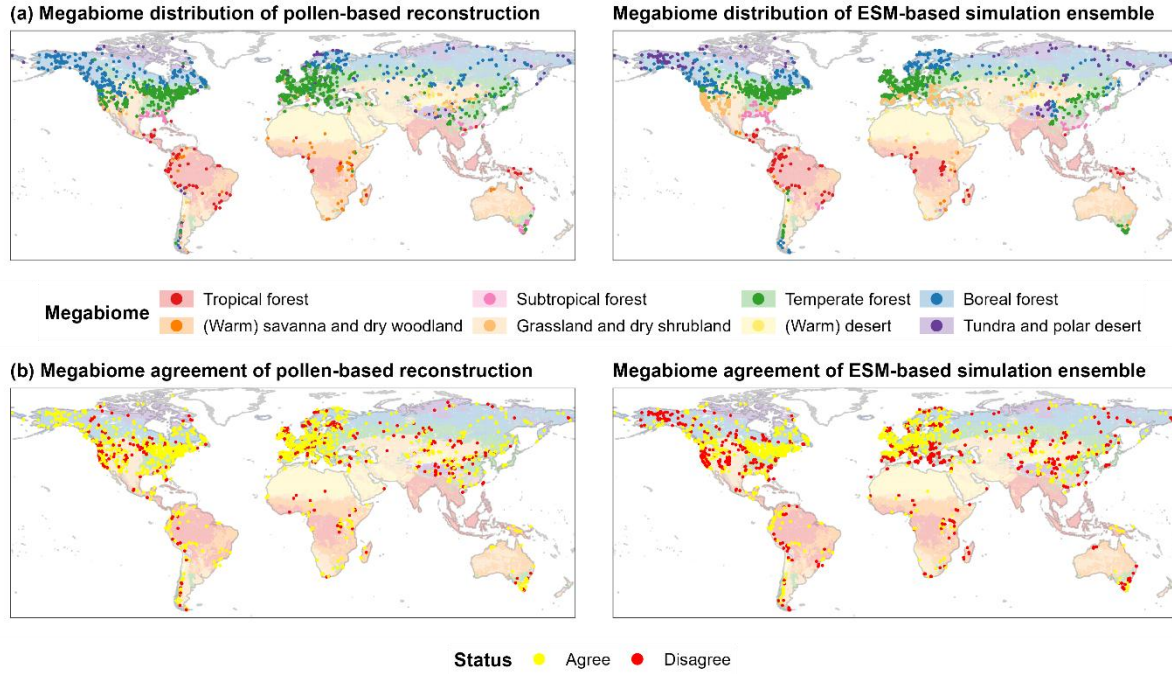 (a) Megabiome distribution of pollen-based reconstruction
Megabiome distribution of ESM-based simulation ensemble
Megabiome
Tropical forest
Subtropical forest
Temperate forest
Boreal forest
(Warm) savanna and dry woodland
Grassland and dry shrubland
(Warm) desert
Tundra and polar desert
(b) Megabiome agreement of pollen-based reconstruction
Megabiome agreement of ESM-based simulation ensemble
Status
Agree
Disagree